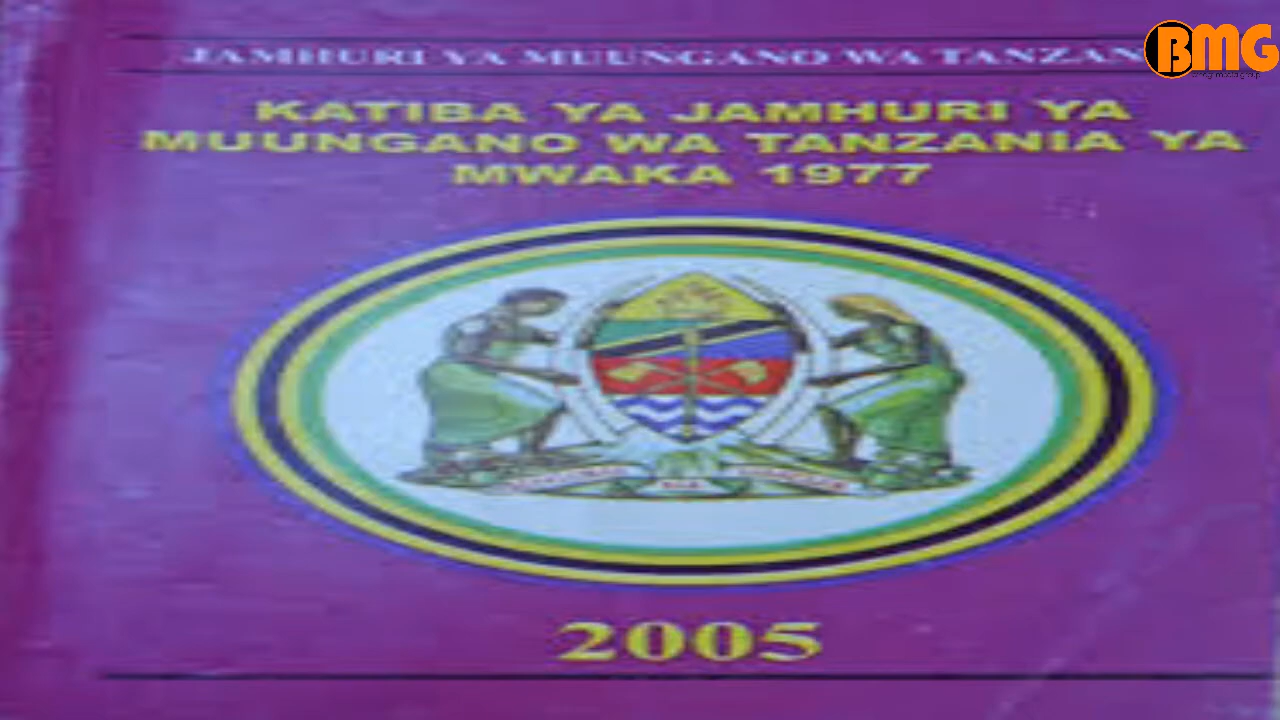 JAMHURI YA MUUNGANO WA TANZAN
BMG
KATIBA YA JAMHURI YA
MUUNGANO WA TANZANIA YA
MWAKA 1977
2005